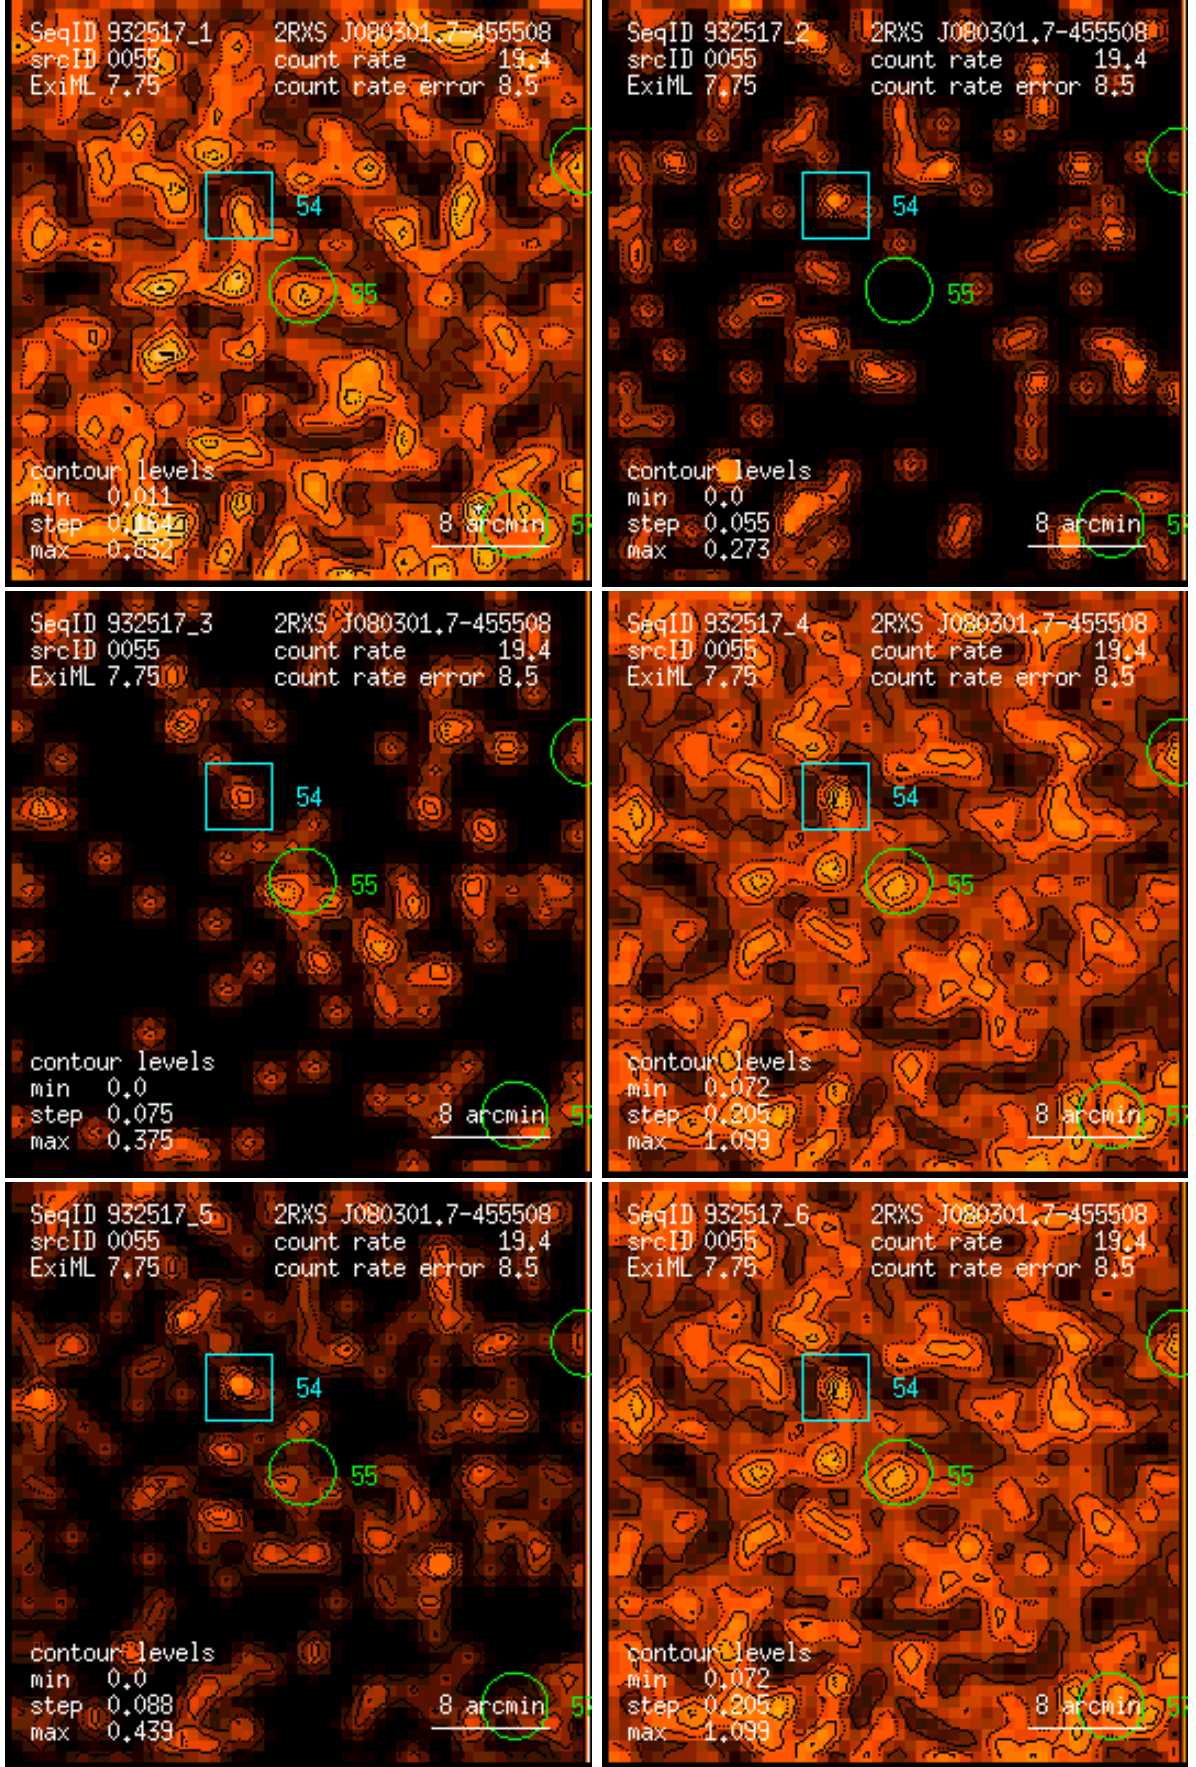 SeqID 932517_1 2RXS J080301.7-455508
srcID 0055 count rate 19.4
ExiML 7.75 count rate error 8.5
54
55
contour levels
min 0.011
step 0.164
max 0.832
8 arcmin 57
SeqID 932517_2 2RXS J080301.7-455508
srcID 0055 count rate 19.4
ExiML 7.75 count rate error 8.5
54
55
contour levels
min 0.0
step 0.055
max 0.273
8 arcmin 57
SeqID 932517_3 2RXS J080301.7-455508
srcID 0055 count rate 19.4
ExiML 7.75 count rate error 8.5
54
55
contour levels
min 0.0
step 0.075
max 0.375
8 arcmin 57
SeqID 932517_4 2RXS J080301.7-455508
srcID 0055 count rate 19.4
ExiML 7.75 count rate error 8.5
54
55
contour levels
min 0.072
step 0.205
max 1.099
8 arcmin 57
SeqID 932517_5 2RXS J080301.7-455508
srcID 0055 count rate 19.4
ExiML 7.75 count rate error 8.5
54
55
contour levels
min 0.0
step 0.088
max 0.439
8 arcmin 57
SeqID 932517_6 2RXS J080301.7-455508
srcID 0055 count rate 19.4
ExiML 7.75 count rate error 8.5
54
55
contour levels
min 0.072
step 0.205
max 1.099
8 arcmin 57